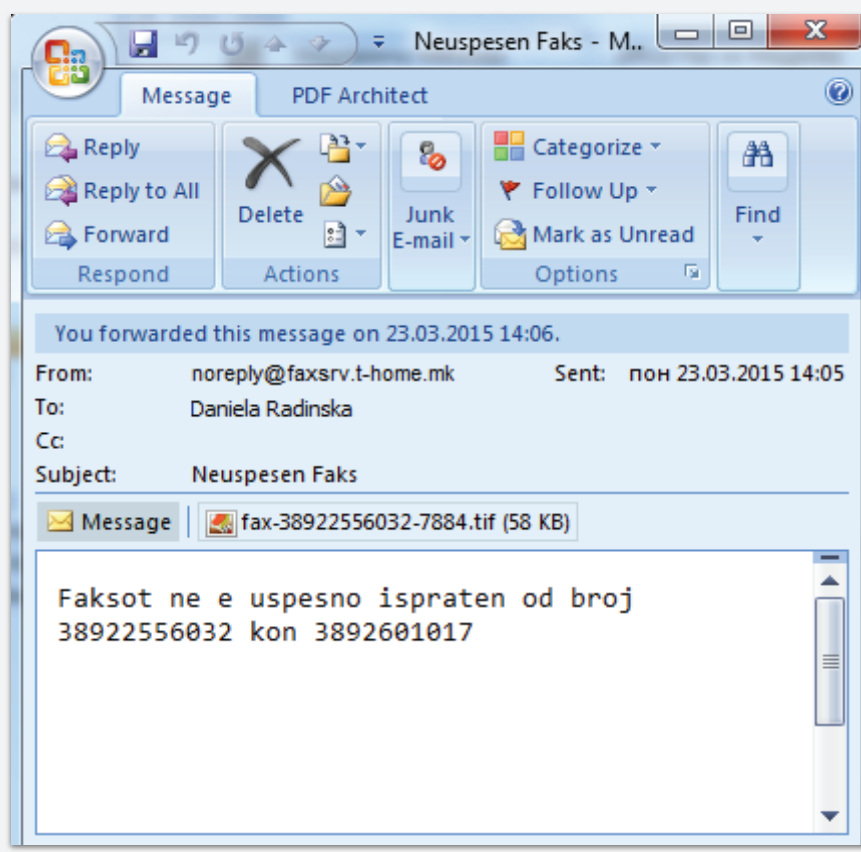 Neuspesen Faks - M..
Message PDF Architect
Reply
Reply to All
Forward
Respond
Delete
Actions
Junk
E-mail
Categorize
Follow Up
Mark as Unread
Options
Find
You forwarded this message on 23.03.2015 14:06.
From: noreply@faxsrv.t-home.mk Sent: пон 23.03.2015 14:05
To: Daniela Radinska
Cc:
Subject: Neuspesen Faks
Message fax-38922556032-7884.tif (58 KB)
Faksot ne e uspesno ispraten od broj
38922556032 kon 3892601017